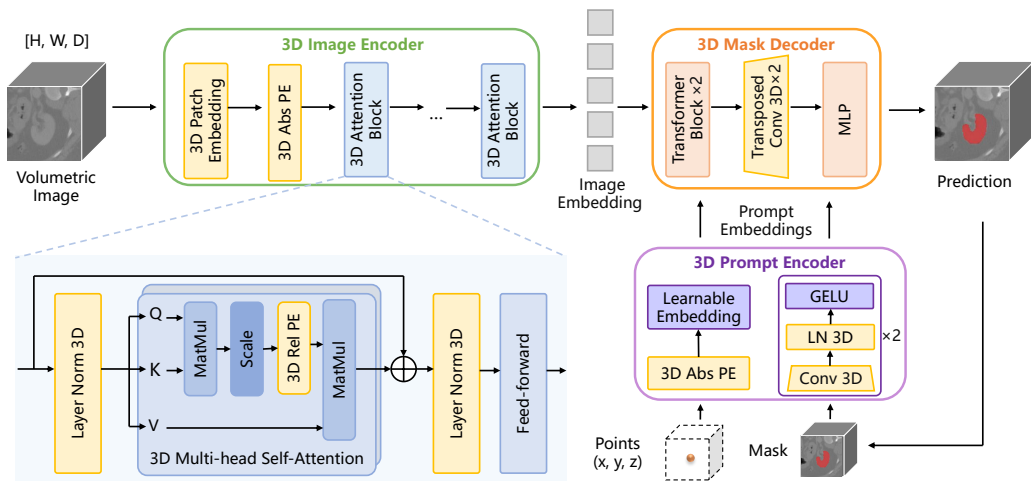 [H, W, D]
Volumetric
Image
3D Image Encoder
3D Patch
Embedding
3D Abs PE
3D Attention
Block
...
3D Attention
Block
Image
Embedding
3D Mask Decoder
Transformer
Block ×2
Transposed
Conv 3D×2
MLP
Prediction
Prompt
Embeddings
3D Prompt Encoder
Learnable
Embedding
3D Abs PE
GELU
LN 3D
×2
Conv 3D
Points
(x, y, z)
Mask
Layer Norm 3D
Q
K
V
MatMul
Scale
3D Rel PE
MatMul
3D Multi-head Self-Attention
Layer Norm 3D
Feed-forward